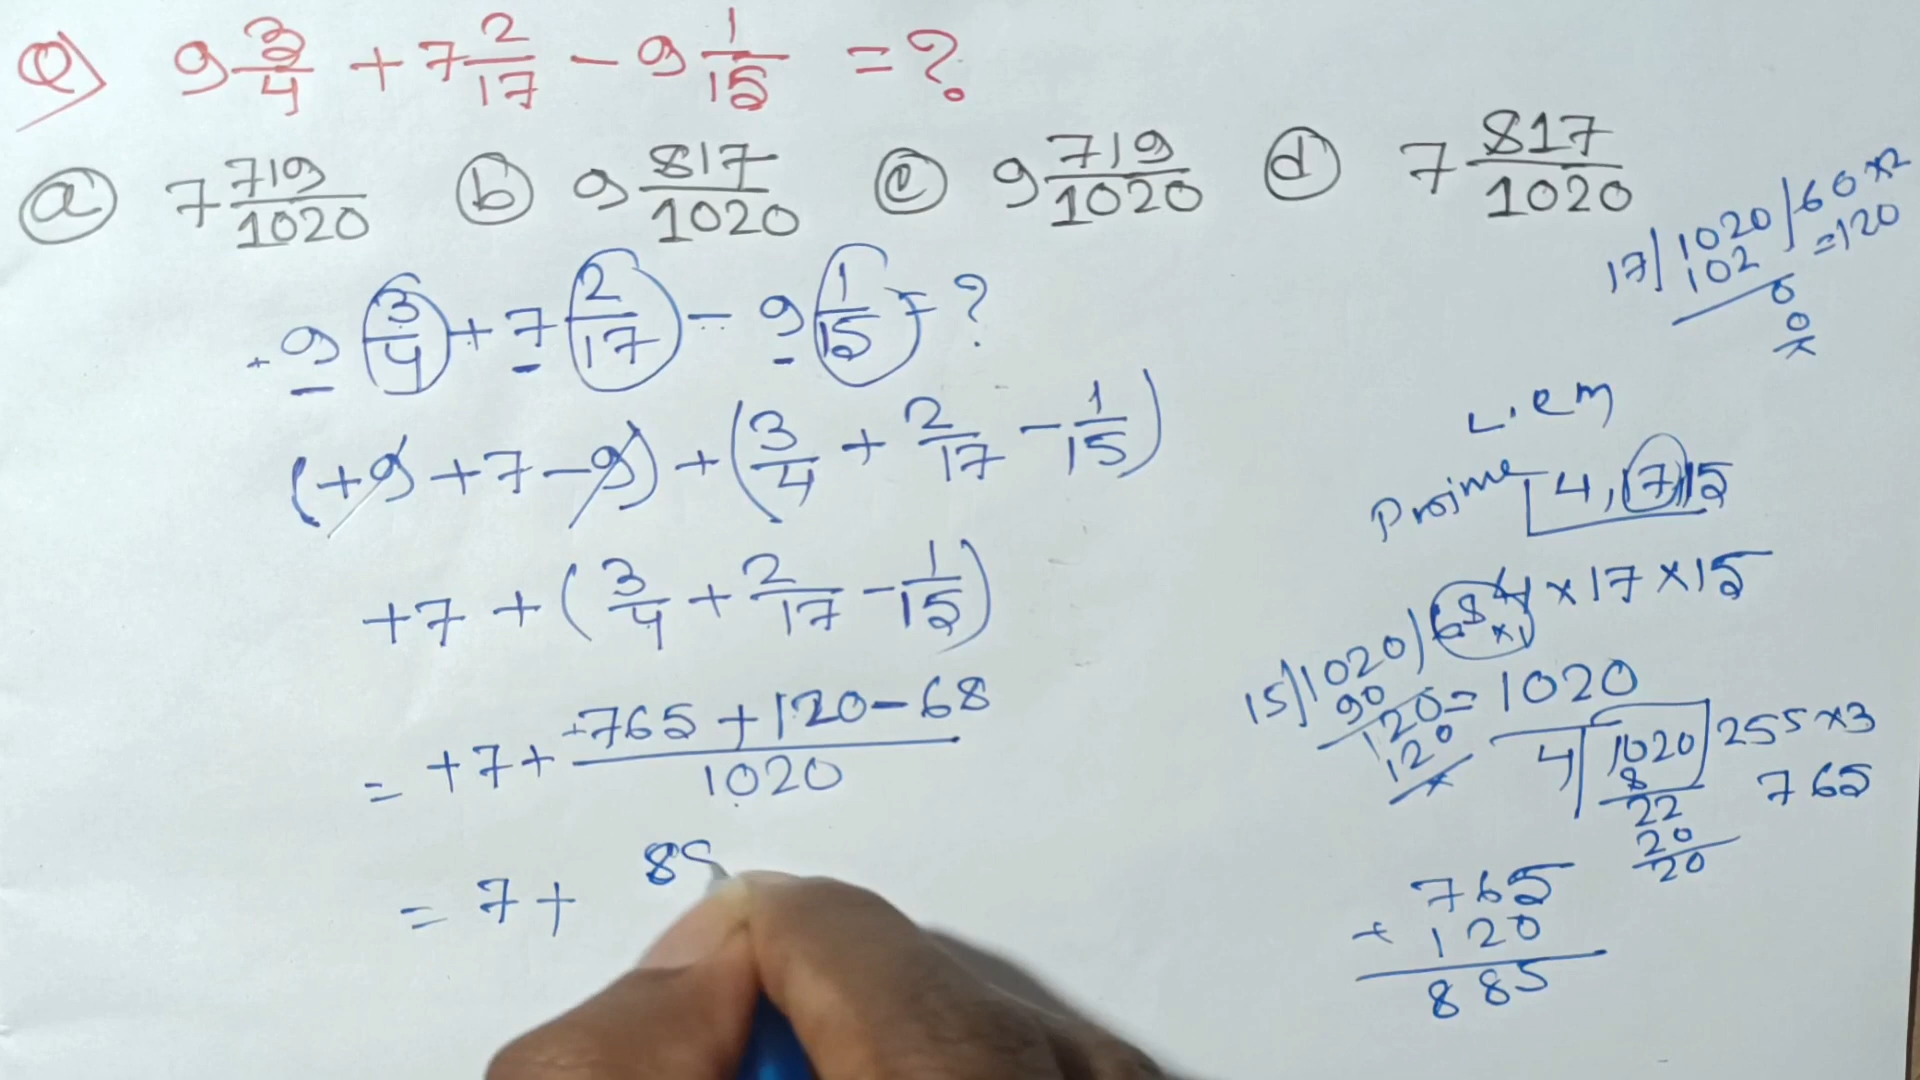 Q) 9 3/4 + 7 2/17 - 9 1/15 = ?
(a) 7 719/1020 (b) 9 817/1020 (c) 9 719/1020 (d) 7 817/1020
17)1020(60×2
102 =120
0
0
×
+9 3/4 + 7 2/17 - 9 1/15 = ?
L.C.M
(+9+7-9)+(3/4 + 2/17 - 1/15)
Prime 4,17,15
+7+(3/4 + 2/17 - 1/15)
4×17×15
15)1020(68×1
90
120
120
×
=1020
= +7+ +765+120-68/1020
4)1020(255×3
8 765
22
20
20
= 7+ 88
765
+ 120
885